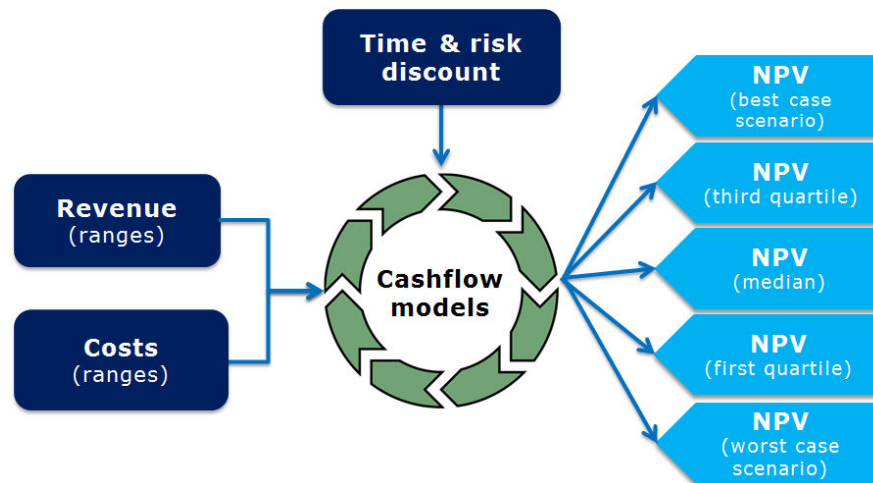 Time & risk
discount
Revenue
(ranges)
Costs
(ranges)
Cashflow
models
NPV
(best case
scenario)
NPV
(third quartile)
NPV
(median)
NPV
(first quartile)
NPV
(worst case
scenario)